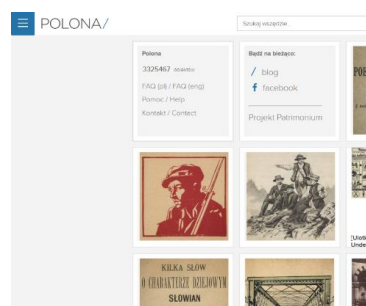 POLONA/
Szukaj wszędzie...
Polona
3325467 obiektów
FAQ (pl) / FAQ (eng)
Pomoc / Help
Kontakt / Contact
Bądź na bieżąco:
/ blog
f facebook
Projekt Patrimonium
KILKA SŁÓW
O CHARAKTERZE DZIEJOWYM
SŁOWIAN